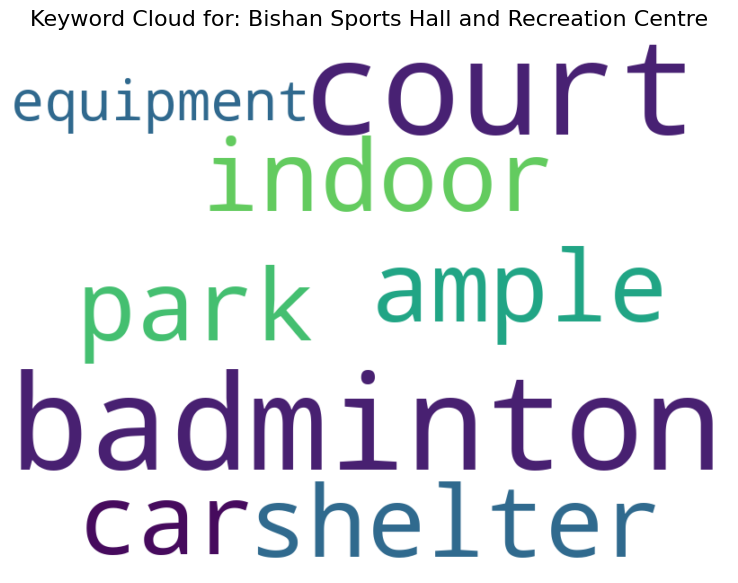 Keyword Cloud for: Bishan Sports Hall and Recreation Centre
equipment court
indoor
park ample
badminton
car shelter